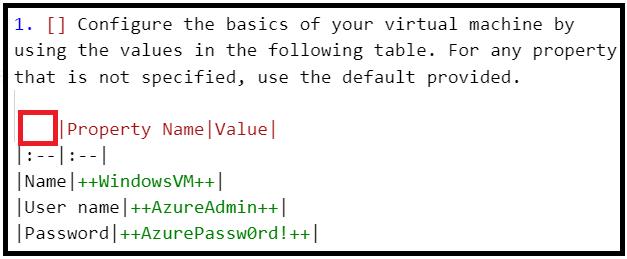 1. [] Configure the basics of your virtual machine by
using the values in the following table. For any property
that is not specified, use the default provided.
|Property Name|Value|
|:--|:--|
|Name|++WindowsVM++|
|User name|++AzureAdmin++|
|Password|++AzurePassw0rd!++|